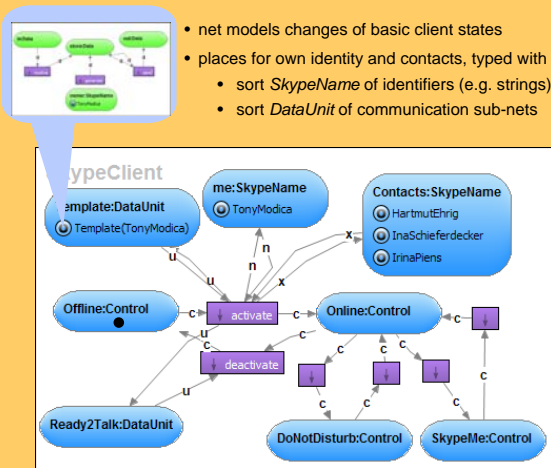 • net models changes of basic client states
• places for own identity and contacts, typed with
• sort SkypeName of identifiers (e.g. strings)
• sort DataUnit of communication sub-nets
storeData
TonyModica
ypeClient
emplate:DataUnit
Template(TonyModica)
me:SkypeName
TonyModica
Contacts:SkypeName
HartmutEhrig
InaSchieferdecker
IrinaPiens
x
n
n
x
u
u
Offline:Control
c
activate
c
Online:Control
c
u
c
c
deactivate
c
c
c
c
u
c
c
c
c
Ready2Talk:DataUnit
DoNotDisturb:Control
SkypeMe:Control